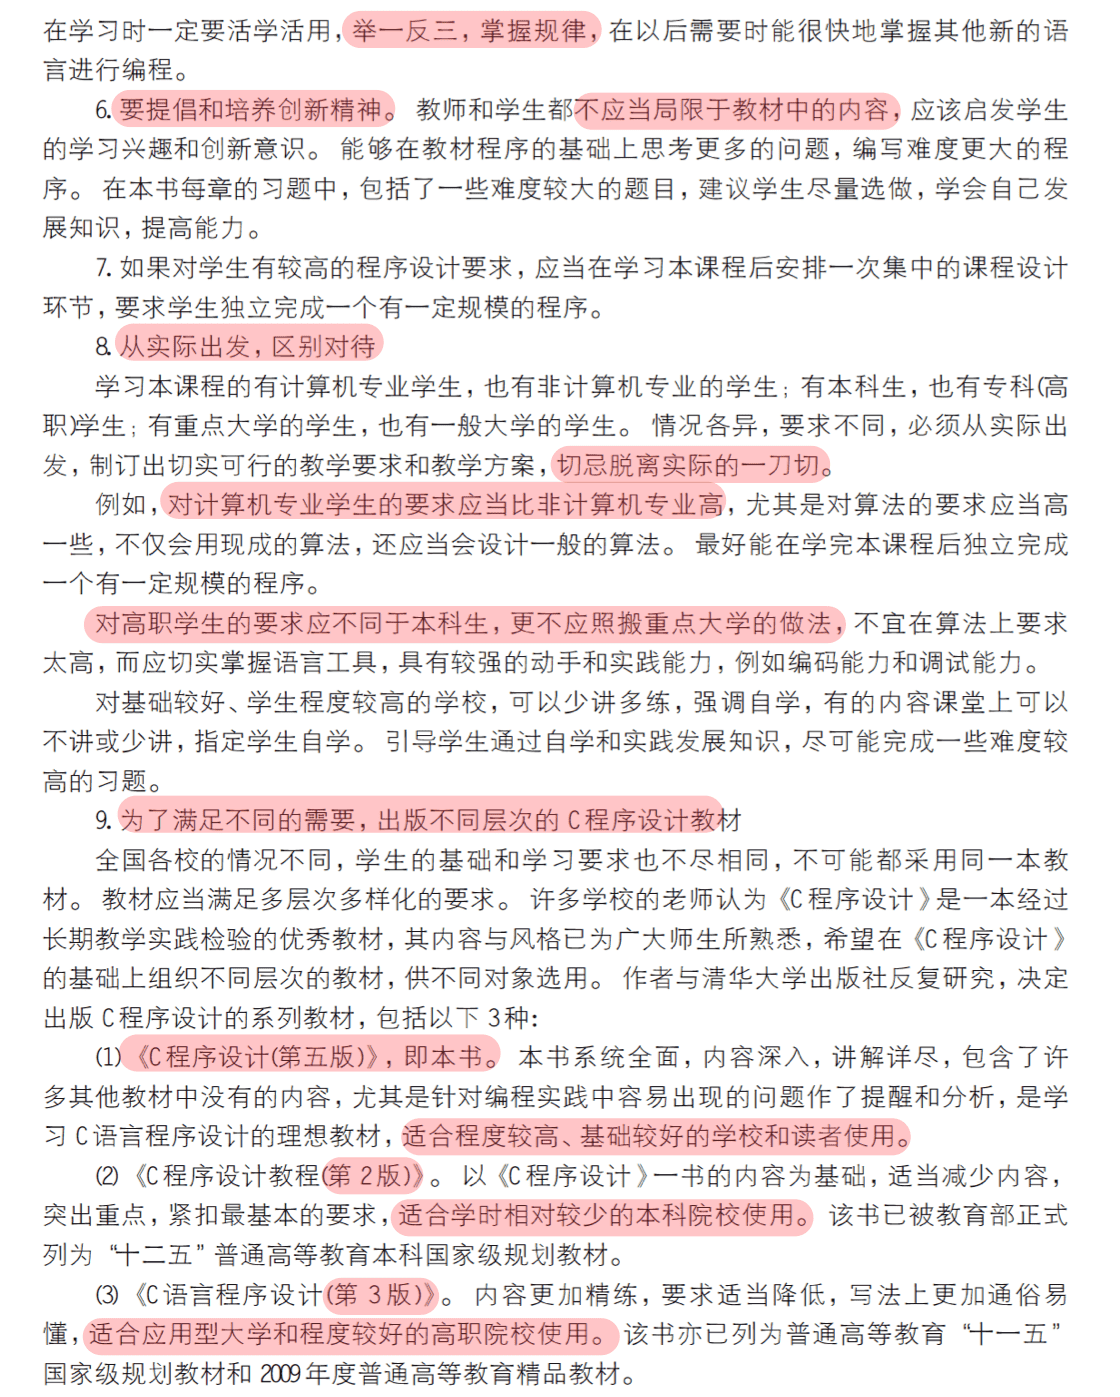 在学习时一定要活学活用，举一反三，掌握规律，在以后需要时能很快地掌握其他新的语
言进行编程。
6. 要提倡和培养创新精神。教师和学生都不应当局限于教材中的内容，应该启发学生
的学习兴趣和创新意识。能够在教材程序的基础上思考更多的问题，编写难度更大的程
序。在本书每章的习题中，包括了一些难度较大的题目，建议学生尽量选做，学会自己发
展知识，提高能力。
7. 如果对学生有较高的程序设计要求，应当在学习本课程后安排一次集中的课程设计
环节，要求学生独立完成一个有一定规模的程序。
8. 从实际出发，区别对待
学习本课程的有计算机专业学生，也有非计算机专业的学生；有本科生，也有专科(高
职)学生；有重点大学的学生，也有一般大学的学生。情况各异，要求不同，必须从实际出
发，制订出切实可行的教学要求和教学方案，切忌脱离实际的一刀切。
例如，对计算机专业学生的要求应当比非计算机专业高，尤其是对算法的要求应当高
一些，不仅会用现成的算法，还应当会设计一般的算法。最好能在学完本课程后独立完成
一个有一定规模的程序。
对高职学生的要求应不同于本科生，更不应照搬重点大学的做法，不宜在算法上要求
太高，而应切实掌握语言工具，具有较强的动手和实践能力，例如编码能力和调试能力。
对基础较好、学生程度较高的学校，可以少讲多练，强调自学，有的内容课堂上可以
不讲或少讲，指定学生自学。引导学生通过自学和实践发展知识，尽可能完成一些难度较
高的习题。
9. 为了满足不同的需要，出版不同层次的 C程序设计教材
全国各校的情况不同，学生的基础和学习要求也不尽相同，不可能都采用同一本教
材。教材应当满足多层次多样化的要求。许多学校的老师认为《C程序设计》是一本经过
长期教学实践检验的优秀教材，其内容与风格已为广大师生所熟悉，希望在《C程序设计》
的基础上组织不同层次的教材，供不同对象选用。作者与清华大学出版社反复研究，决定
出版 C程序设计的系列教材，包括以下 3种：
(1)《C程序设计(第五版)》，即本书。本书系统全面，内容深入，讲解详尽，包含了许
多其他教材中没有的内容，尤其是针对编程实践中容易出现的问题作了提醒和分析，是学
习 C语言程序设计的理想教材，适合程度较高、基础较好的学校和读者使用。
(2)《C程序设计教程(第 2版)》。以《C程序设计》一书的内容为基础，适当减少内容，
突出重点，紧扣最基本的要求，适合学时相对较少的本科院校使用。该书已被教育部正式
列为“十二五”普通高等教育本科国家级规划教材。
(3)《C语言程序设计(第 3版)》。内容更加精练，要求适当降低，写法上更加通俗易
懂，适合应用型大学和程度较好的高职院校使用。该书亦已列为普通高等教育“十一五”
国家级规划教材和 2009年度普通高等教育精品教材。